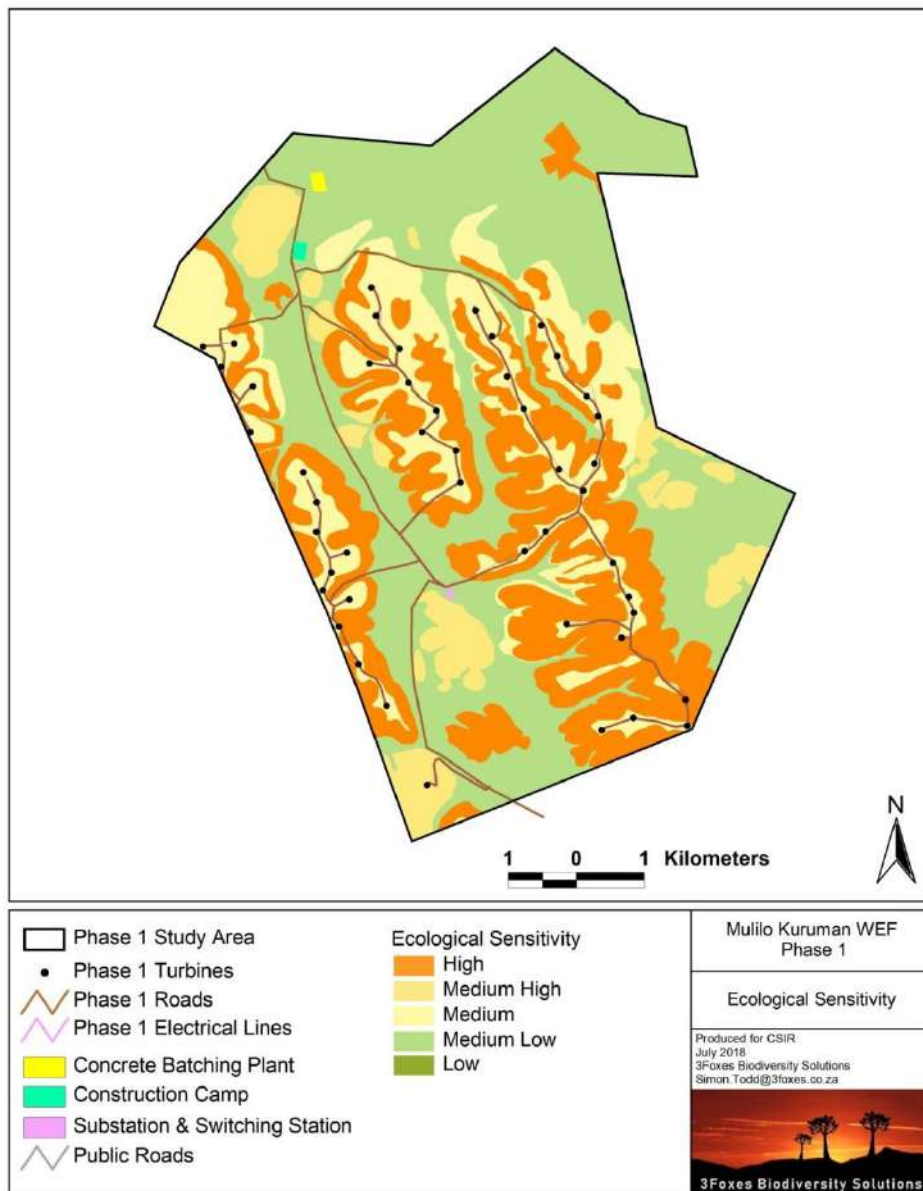 N
1 0 1 Kilometers
Phase 1 Study Area
Phase 1 Turbines
Phase 1 Roads
Phase 1 Electrical Lines
Concrete Batching Plant
Construction Camp
Substation & Switching Station
Public Roads
Ecological Sensitivity
High
Medium High
Medium
Medium Low
Low
Mulilo Kuruman WEF
Phase 1
Ecological Sensitivity
Produced for CSIR
July 2018
3Foxes Biodiversity Solutions
Simon.Todd@3foxes.co.za
3Foxes Biodiversity Solutions